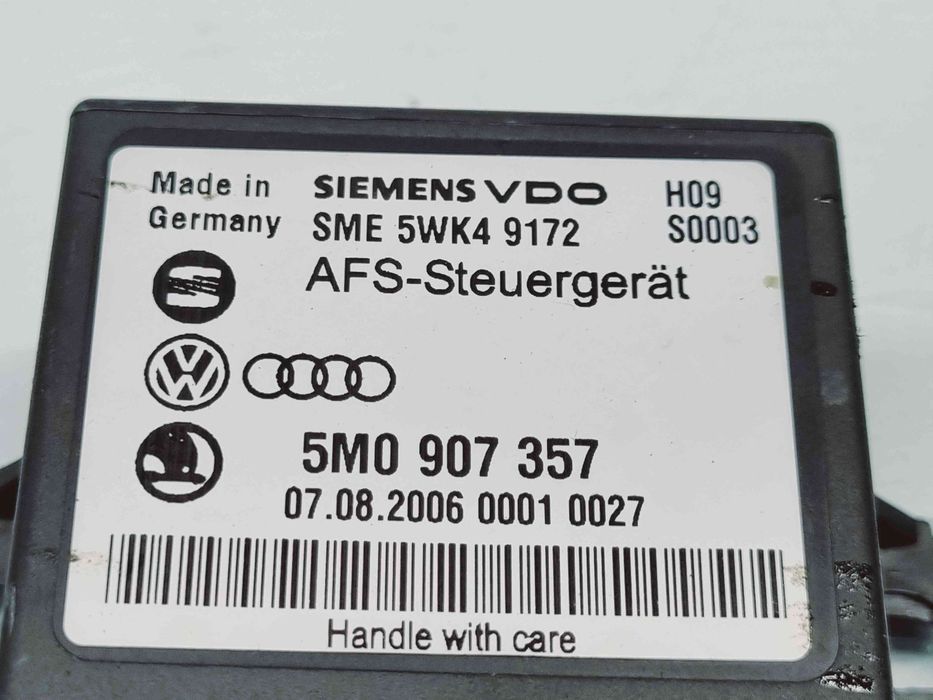 Made in SIEMENS VDO H09
Germany SME 5WK4 9172 S0003
AFS-Steuergerät
5M0 907 357
07.08.2006 0001 0027
Handle with care